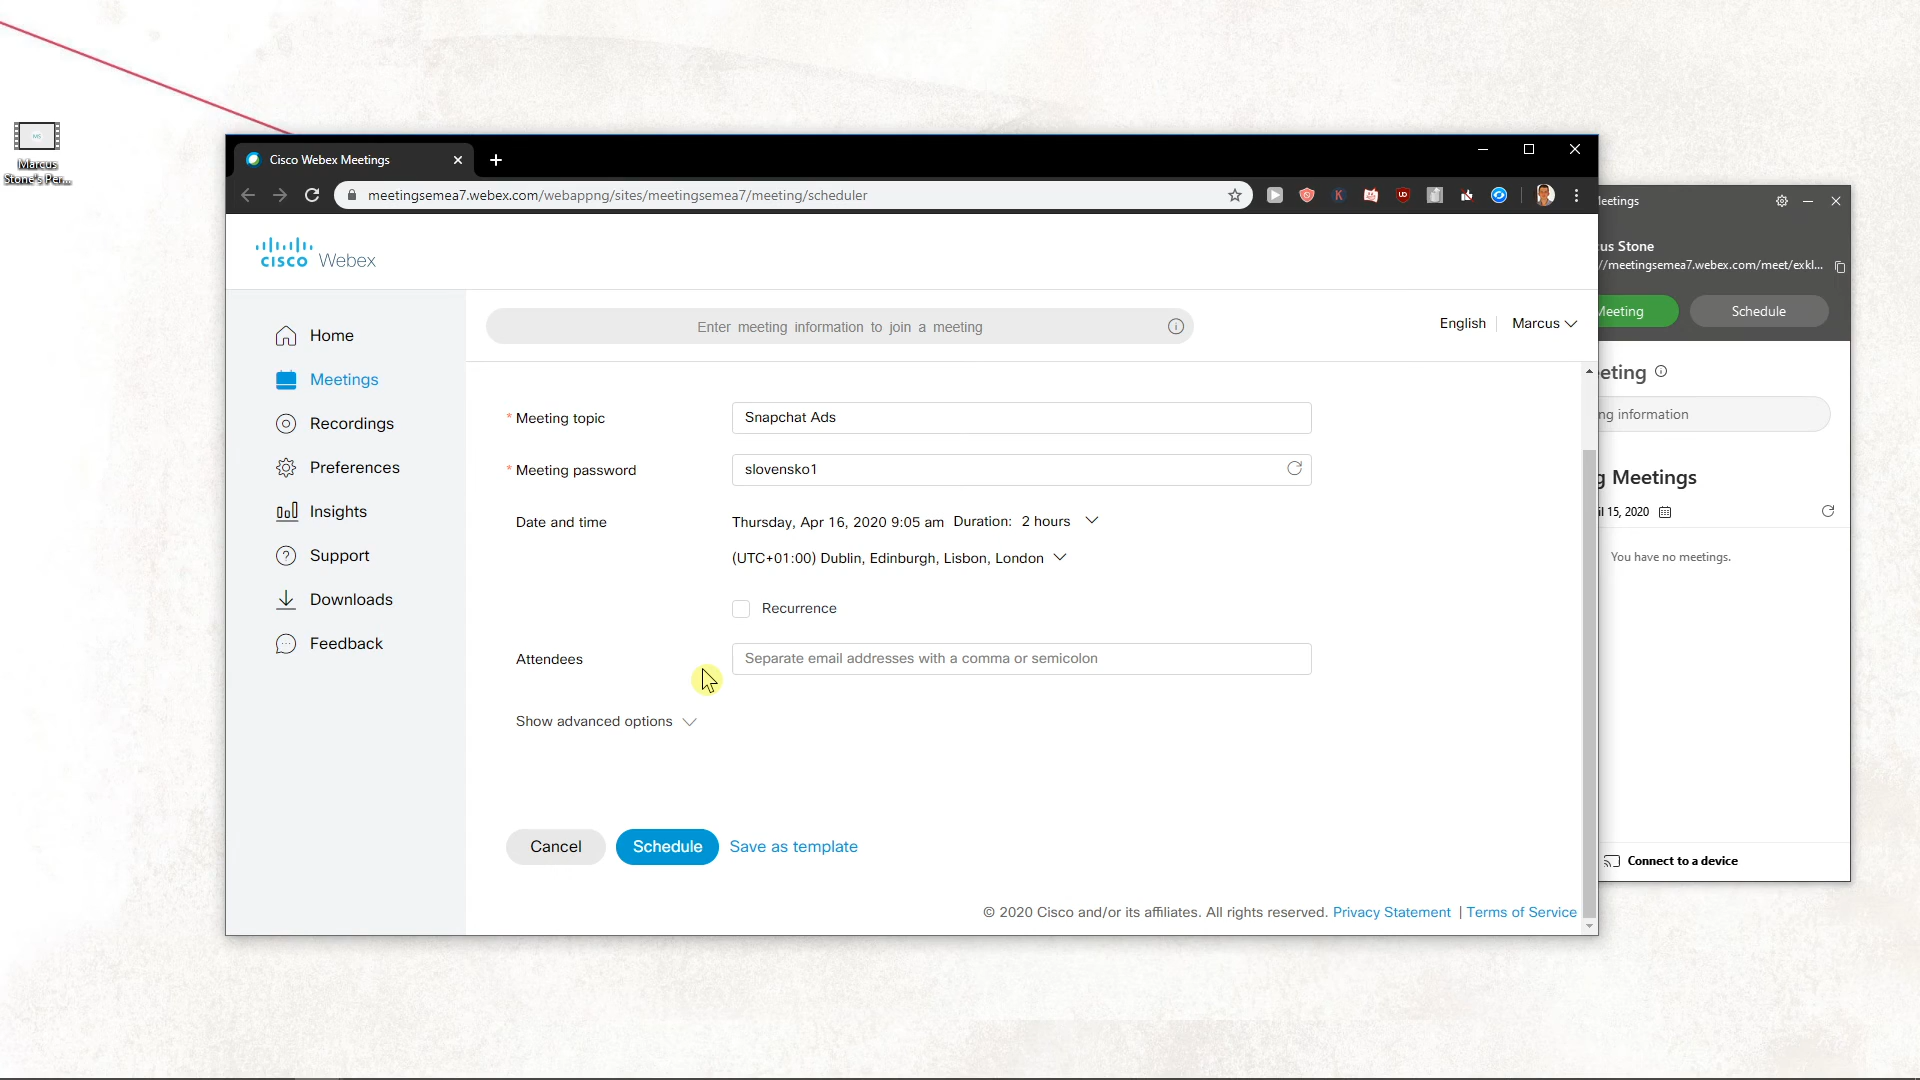 MS
Marcus
Stone's Per...
Cisco Webex Meetings
meetingsemea7.webex.com/webappng/sites/meetingsemea7/meeting/scheduler
CISCO Webex
Home
Meetings
Recordings
Preferences
Insights
Support
Downloads
Feedback
Enter meeting information to join a meeting
English
Marcus
* Meeting topic
Snapchat Ads
* Meeting password
slovensko1
Date and time
Thursday, Apr 16, 2020 9:05 am Duration: 2 hours
(UTC+01:00) Dublin, Edinburgh, Lisbon, London
Recurrence
Attendees
Separate email addresses with a comma or semicolon
Show advanced options
Cancel
Schedule
Save as template
© 2020 Cisco and/or its affiliates. All rights reserved. Privacy Statement | Terms of Service
Meetings
us Stone
//meetingsemea7.webex.com/meet/exkl...
Meeting
Schedule
eting
ng information
g Meetings
il 15, 2020
You have no meetings.
Connect to a device